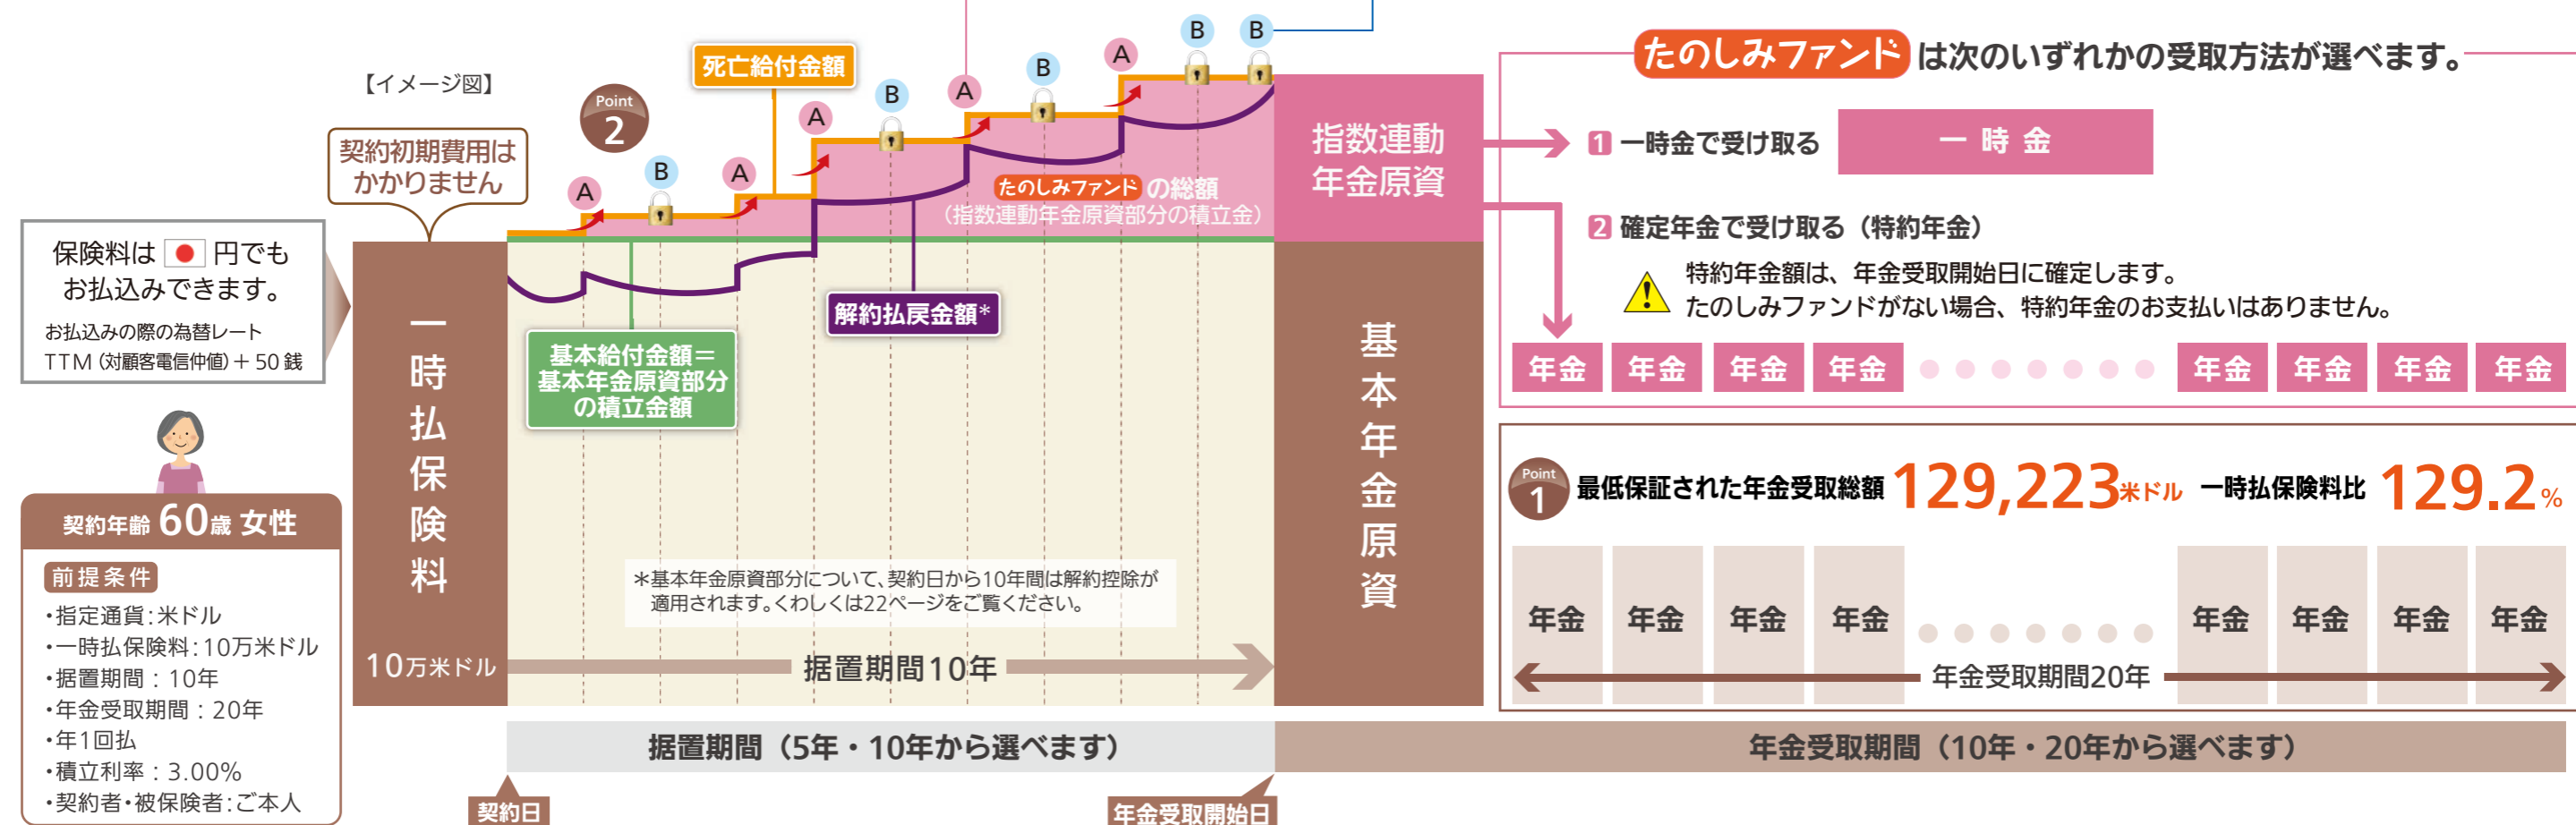 【イメージ図】
契約初期費用は
かかりません
保険料は 円でも
お払込みできます。
お払込みの際の為替レート
TTM（対顧客電信仲値）＋50銭
契約年齢 60歳 女性
前提条件
・指定通貨：米ドル
・一時払保険料：10万米ドル
・据置期間：10年
・年金受取期間：20年
・年1回払
・積立利率：3.00%
・契約者・被保険者：ご本人
Point
2
死亡給付金額
A
B
A
A
B
A
B
A
B
B
一時払保険料
10万米ドル
たのしみファンド の総額
（指数連動年金原資部分の積立金）
解約払戻金額＊
基本給付金額＝
基本年金原資部分
の積立金額
＊基本年金原資部分について、契約日から10年間は解約控除が
適用されます。くわしくは22ページをご覧ください。
据置期間10年
指数連動
年金原資
基本年金原資
たのしみファンド は次のいずれかの受取方法が選べます。
1 一時金で受け取る
一時金
2 確定年金で受け取る（特約年金）
特約年金額は、年金受取開始日に確定します。
たのしみファンドがない場合、特約年金のお支払いはありません。
年金 年金 年金 年金 年金 年金 年金 年金
Point
1
最低保証された年金受取総額 129,223米ドル 一時払保険料比 129.2%
年金 年金 年金 年金 年金 年金 年金 年金
年金受取期間20年
据置期間（5年・10年から選べます）
年金受取期間（10年・20年から選べます）
契約日
年金受取開始日